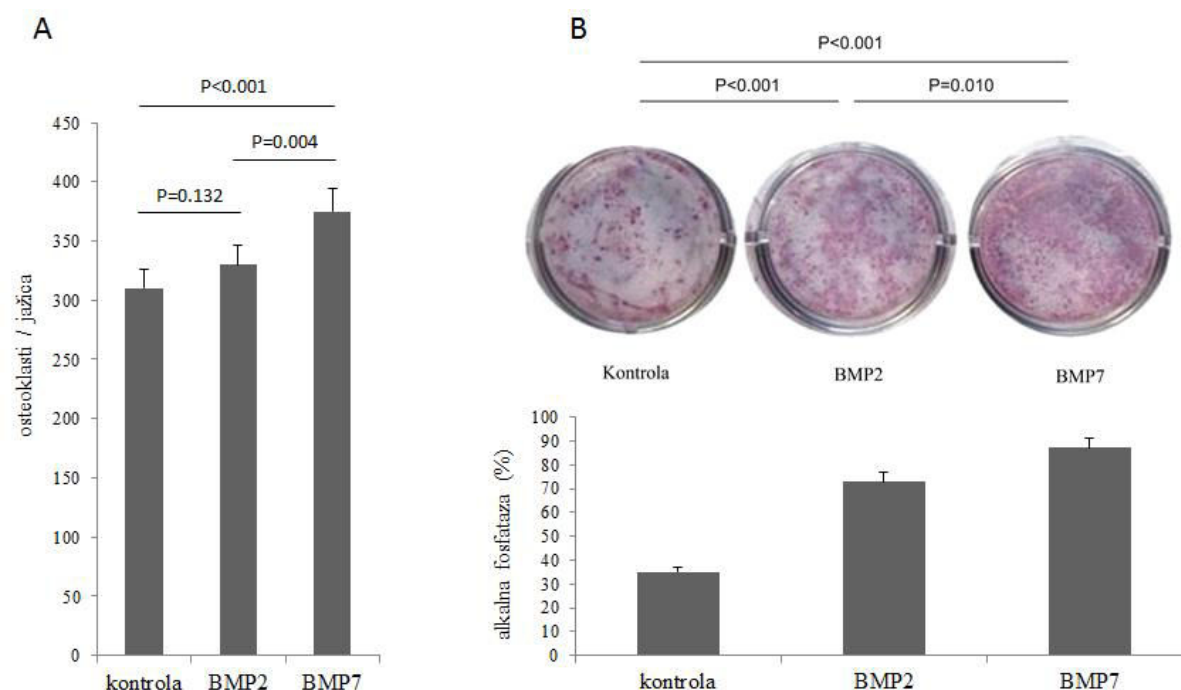 A
P<0.001
P=0.004
P=0.132
450
400
350
300
250
200
150
100
50
0
osteoklasti / jažica
kontrola BMP2 BMP7
B
P<0.001
P<0.001 P=0.010
Kontrola BMP2 BMP7
100
90
80
70
60
50
40
30
20
10
0
alkalna fosfataza (%)
kontrola BMP2 BMP7